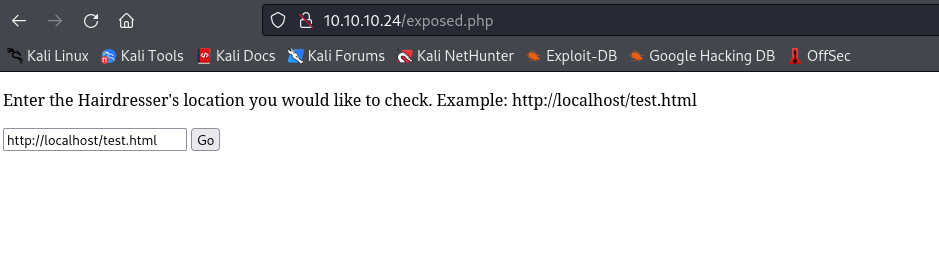 10.10.10.24/exposed.php
Kali Linux Kali Tools Kali Docs Kali Forums Kali NetHunter Exploit-DB Google Hacking DB OffSec
Enter the Hairdresser's location you would like to check. Example: http://localhost/test.html
http://localhost/test.html Go